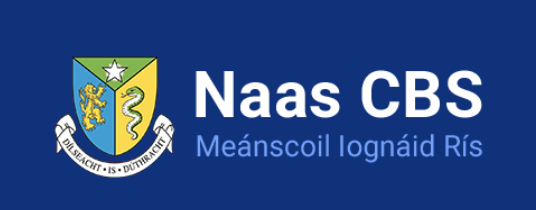 Naas CBS
Meánscoil Iognáid Rís
DÍLSEACHT • IS • DÚTHRACHT